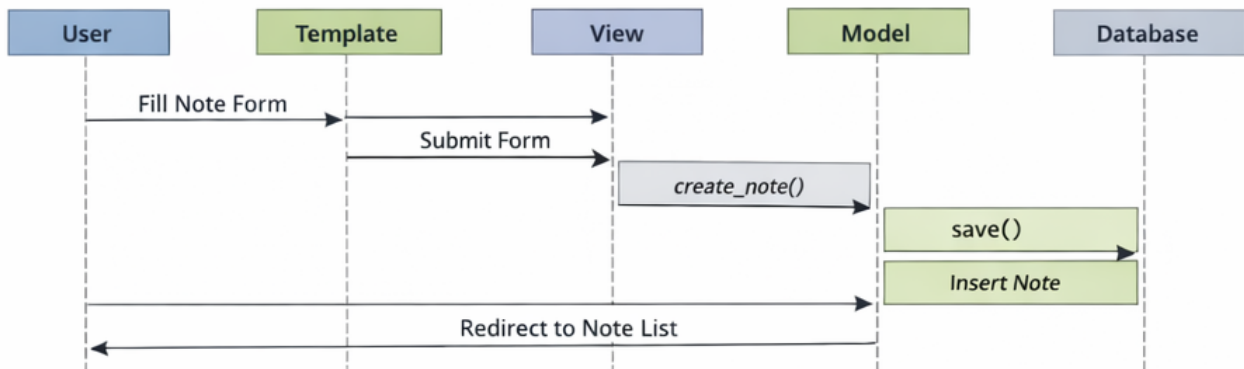 User
Template
View
Model
Database
Fill Note Form
Submit Form
create_note()
save()
Insert Note
Redirect to Note List